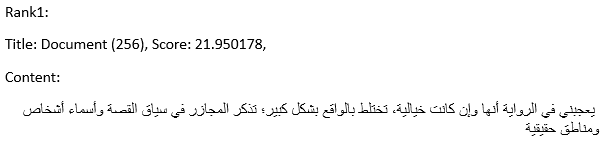 Rank1:
Title: Document (256), Score: 21.950178,
Content:
يعجبني في الرواية أنها وإن كانت خيالية، تختلط بالواقع بشكل كبير؛ تذكر المجازر في سياق القصة وأسماء أشخاص
ومناطق حقيقية